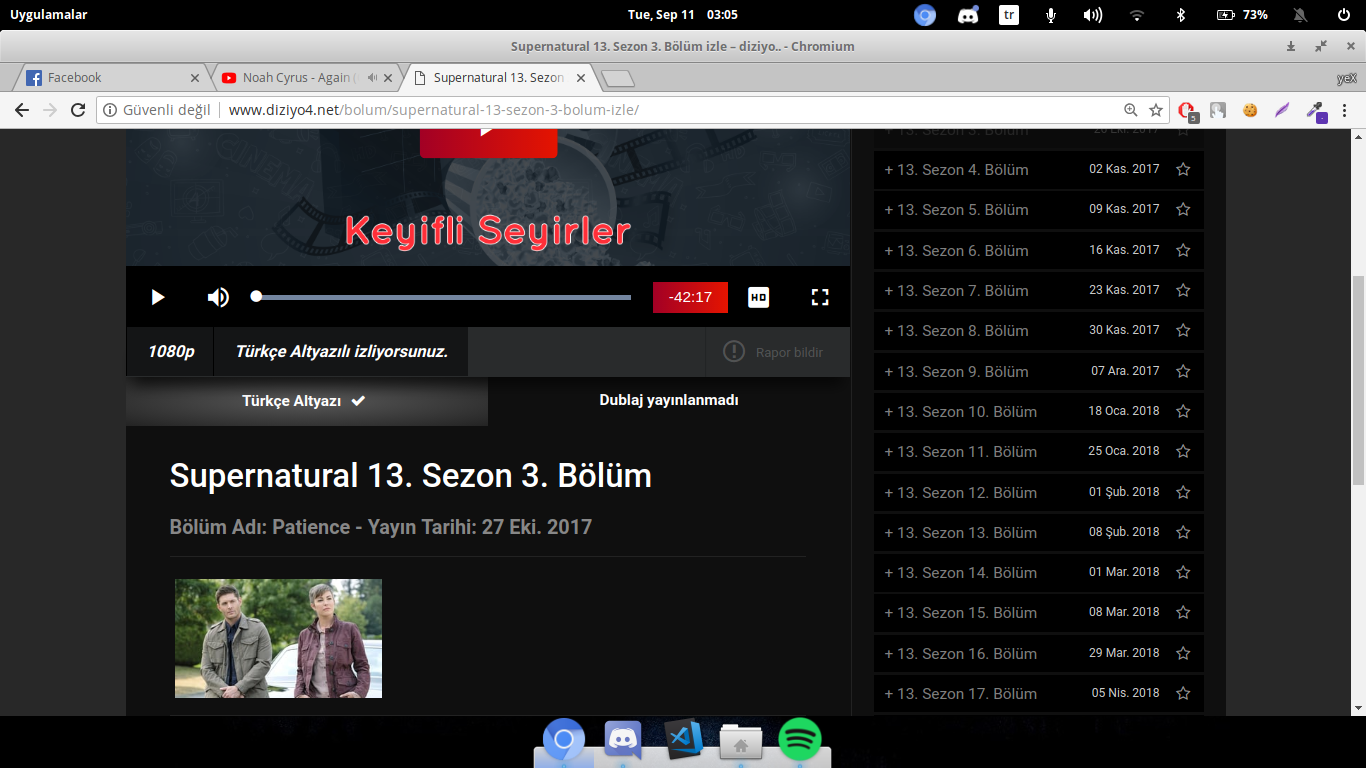 Uygulamalar
Tue, Sep 11 03:05
tr
73%
Supernatural 13. Sezon 3. Bölüm izle – diziyo.. - Chromium
Facebook
Noah Cyrus - Again (
Supernatural 13. Sezon
yeX
Güvenli değil
www.diziyo4.net/bolum/supernatural-13-sezon-3-bolum-izle/
5
Keyifli Seyirler
-42:17
HD
1080p
Türkçe Altyazılı izliyorsunuz.
Rapor bildir
Türkçe Altyazı
Dublaj yayınlanmadı
Supernatural 13. Sezon 3. Bölüm
Bölüm Adı: Patience - Yayın Tarihi: 27 Eki. 2017
+ 13. Sezon 3. Bölüm
+ 13. Sezon 4. Bölüm 02 Kas. 2017
+ 13. Sezon 5. Bölüm 09 Kas. 2017
+ 13. Sezon 6. Bölüm 16 Kas. 2017
+ 13. Sezon 7. Bölüm 23 Kas. 2017
+ 13. Sezon 8. Bölüm 30 Kas. 2017
+ 13. Sezon 9. Bölüm 07 Ara. 2017
+ 13. Sezon 10. Bölüm 18 Oca. 2018
+ 13. Sezon 11. Bölüm 25 Oca. 2018
+ 13. Sezon 12. Bölüm 01 Şub. 2018
+ 13. Sezon 13. Bölüm 08 Şub. 2018
+ 13. Sezon 14. Bölüm 01 Mar. 2018
+ 13. Sezon 15. Bölüm 08 Mar. 2018
+ 13. Sezon 16. Bölüm 29 Mar. 2018
+ 13. Sezon 17. Bölüm 05 Nis. 2018